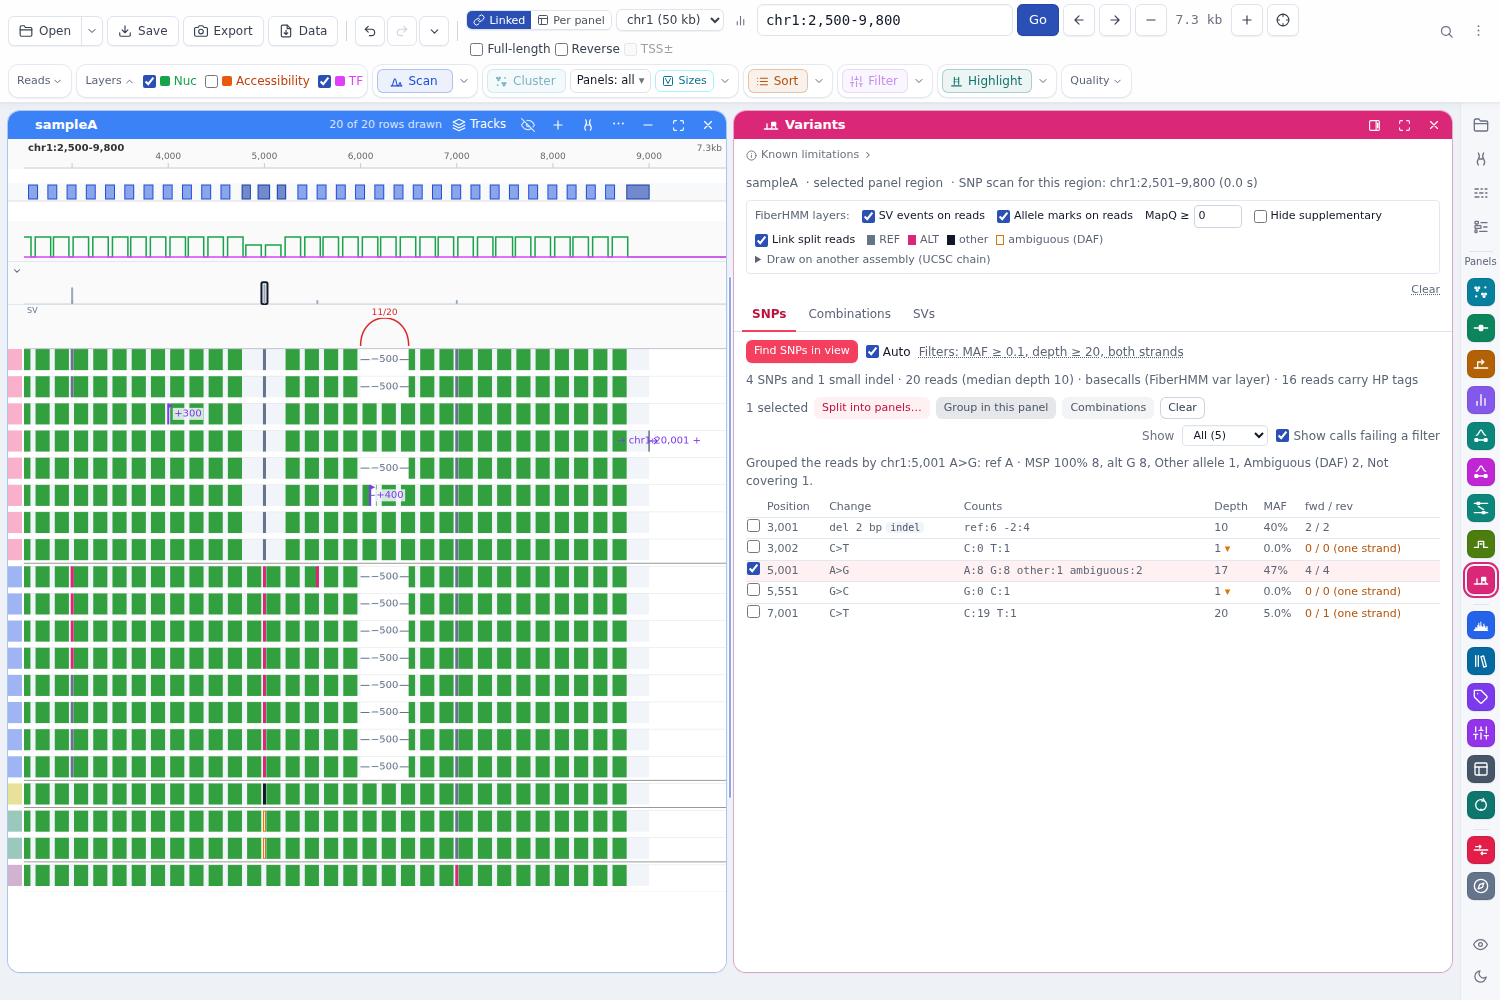 Open
Save
Export
Data
Linked
Per panel
chr1 (50 kb)
chr1:2,500-9,800
Go
7.3 kb
Full-length
Reverse
TSS±
Reads
Layers
Nuc
Accessibility
TF
Scan
Cluster
Panels: all
Sizes
Sort
Filter
Highlight
Quality
sampleA
20 of 20 rows drawn
Tracks
chr1:2,500-9,800
7.3kb
4,000 5,000 6,000 7,000 8,000 9,000
SV
11/20
−500
−500
+300
chr1:20,001 +
−500
+400
−500
−500
−500
−500
−500
−500
−500
−500
Variants
Known limitations
sampleA · selected panel region · SNP scan for this region: chr1:2,501–9,800 (0.0 s)
FiberHMM layers: SV events on reads Allele marks on reads MapQ ≥ 0 Hide supplementary
Link split reads REF ALT other ambiguous (DAF)
Draw on another assembly (UCSC chain)
Clear
SNPs Combinations SVs
Find SNPs in view Auto Filters: MAF ≥ 0.1, depth ≥ 20, both strands
4 SNPs and 1 small indel · 20 reads (median depth 10) · basecalls (FiberHMM var layer) · 16 reads carry HP tags
1 selected Split into panels... Group in this panel Combinations Clear
Show All (5) Show calls failing a filter
Grouped the reads by chr1:5,001 A>G: ref A · MSP 100% 8, alt G 8, Other allele 1, Ambiguous (DAF) 2, Not
covering 1.
Position Change Counts Depth MAF fwd / rev
3,001 del 2 bp indel ref:6 -2:4 10 40% 2 / 2
3,002 C>T C:0 T:1 1 ▾ 0.0% 0 / 0 (one strand)
5,001 A>G A:8 G:8 other:1 ambiguous:2 17 47% 4 / 4
5,551 G>C G:0 C:1 1 ▾ 0.0% 0 / 0 (one strand)
7,001 C>T C:19 T:1 20 5.0% 0 / 1 (one strand)
Panels